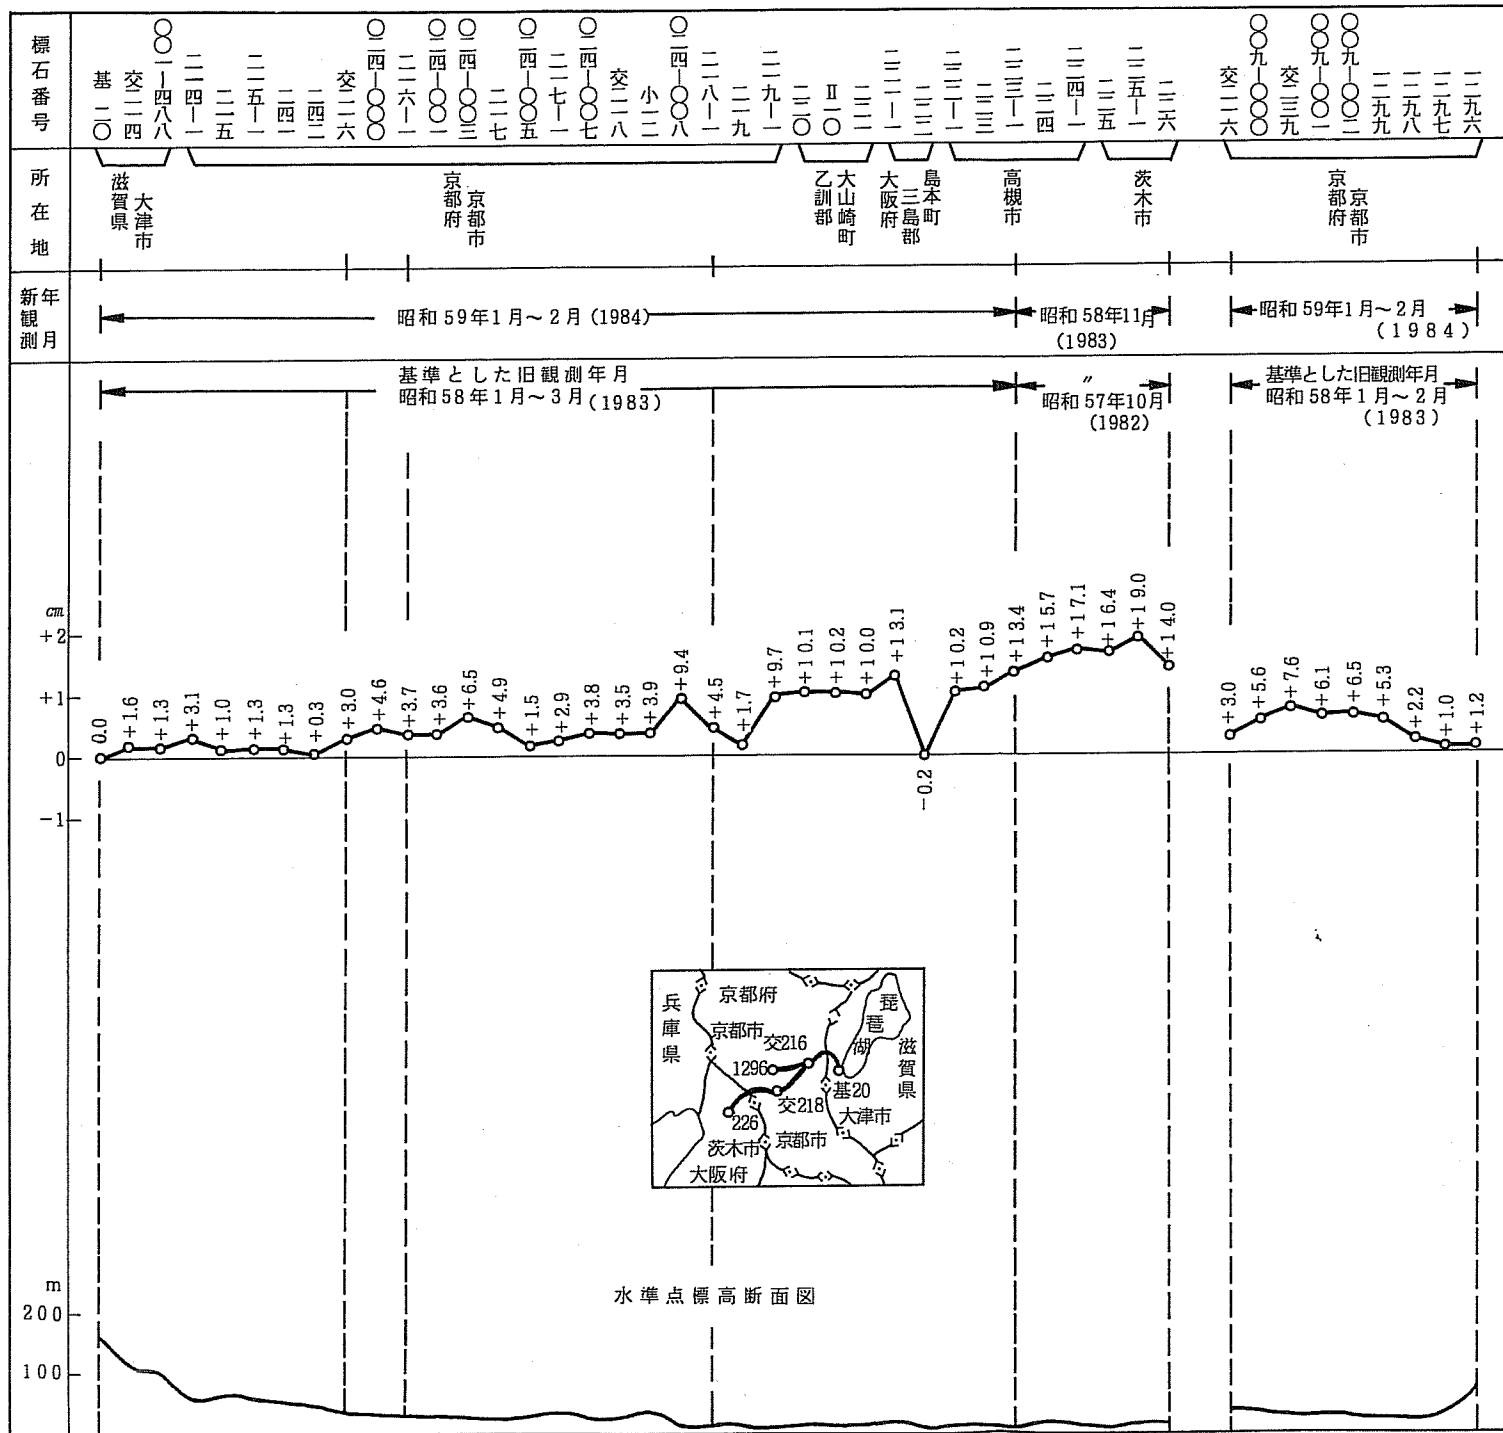 標石番号
基二〇
交二一四
〇〇一—四八八
二一四—一
二一五
二一五—一
二四一
二四二
交二一六
〇二四—〇〇〇
二一六—一
〇二四—〇〇一
〇二四—〇〇三
二一七
〇二四—〇〇五
二一七—一
〇二四—〇〇七
交二一八
小一二
〇二四—〇〇八
二一八—一
二一九
二一九—一
二二〇
Ⅱ一〇
二二一
二二一—一
二二二
二二二—一
二二三
二二三—一
二二四
二二四—一
二二五
二二五—一
二二六
交二一六
〇〇九—〇〇〇
交二三九
〇〇九—〇〇一
〇〇九—〇〇二
一二九九
一二九八
一二九七
一二九六
所在地
滋賀県
大津市
京都府
京都市
乙訓郡
大山崎町
大阪府
三島郡
島本町
高槻市
茨木市
京都府
京都市
新観測年月
昭和59年1月～2月(1984)
昭和58年11月
(1983)
昭和59年1月～2月
(1984)
基準とした旧観測年月
昭和58年1月～3月(1983)
〃
昭和57年10月
(1982)
基準とした旧観測年月
昭和58年1月～2月
(1983)
cm
+2
+1
0
-1
0.0
+1.6
+1.3
+3.1
+1.0
+1.3
+1.3
+0.3
+3.0
+4.6
+3.7
+3.6
+6.5
+4.9
+1.5
+2.9
+3.8
+3.5
+3.9
+9.4
+4.5
+1.7
+9.7
+10.1
+10.2
+10.0
+13.1
-0.2
+10.2
+10.9
+13.4
+15.7
+17.1
+16.4
+19.0
+14.0
+3.0
+5.6
+7.6
+6.1
+6.5
+5.3
+2.2
+1.0
+1.2
兵庫県
京都府
琵琶湖
京都市
交216
滋賀県
1296
基20
交218
226
大津市
茨木市
京都市
大阪府
水準点標高断面図
m
200
100